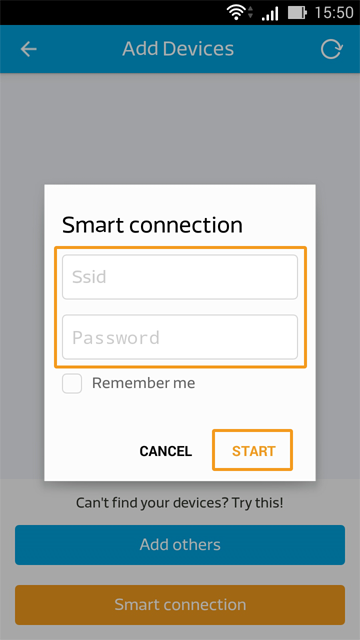 15:50
Add Devices
Smart connection
Ssid
Password
Remember me
CANCEL START
Can't find your devices? Try this!
Add others
Smart connection